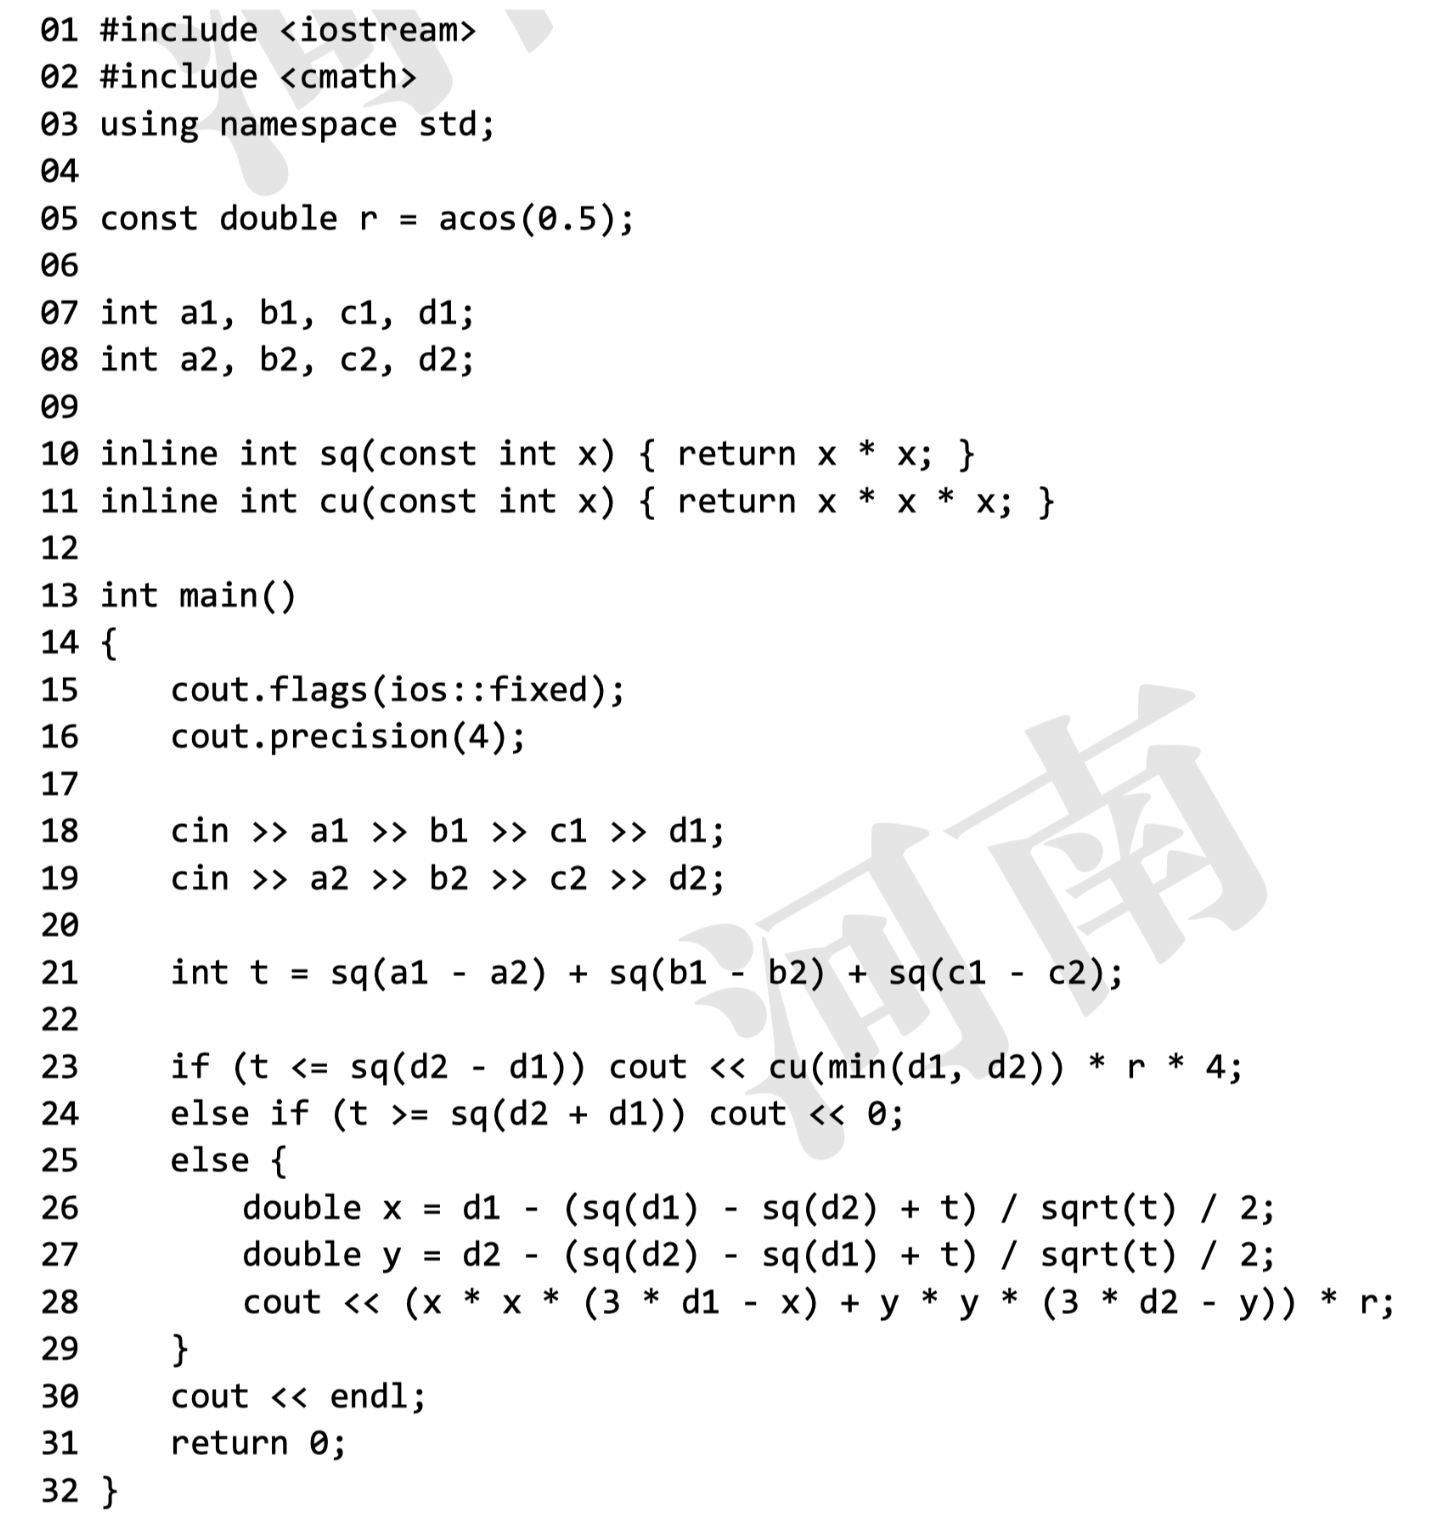 01 #include <iostream>
02 #include <cmath>
03 using namespace std;
04
05 const double r = acos(0.5);
06
07 int a1, b1, c1, d1;
08 int a2, b2, c2, d2;
09
10 inline int sq(const int x) { return x * x; }
11 inline int cu(const int x) { return x * x * x; }
12
13 int main()
14 {
15     cout.flags(ios::fixed);
16     cout.precision(4);
17
18     cin >> a1 >> b1 >> c1 >> d1;
19     cin >> a2 >> b2 >> c2 >> d2;
20
21     int t = sq(a1 - a2) + sq(b1 - b2) + sq(c1 - c2);
22
23     if (t <= sq(d2 - d1)) cout << cu(min(d1, d2)) * r * 4;
24     else if (t >= sq(d2 + d1)) cout << 0;
25     else {
26         double x = d1 - (sq(d1) - sq(d2) + t) / sqrt(t) / 2;
27         double y = d2 - (sq(d2) - sq(d1) + t) / sqrt(t) / 2;
28         cout << (x * x * (3 * d1 - x) + y * y * (3 * d2 - y)) * r;
29     }
30     cout << endl;
31     return 0;
32 }
河南